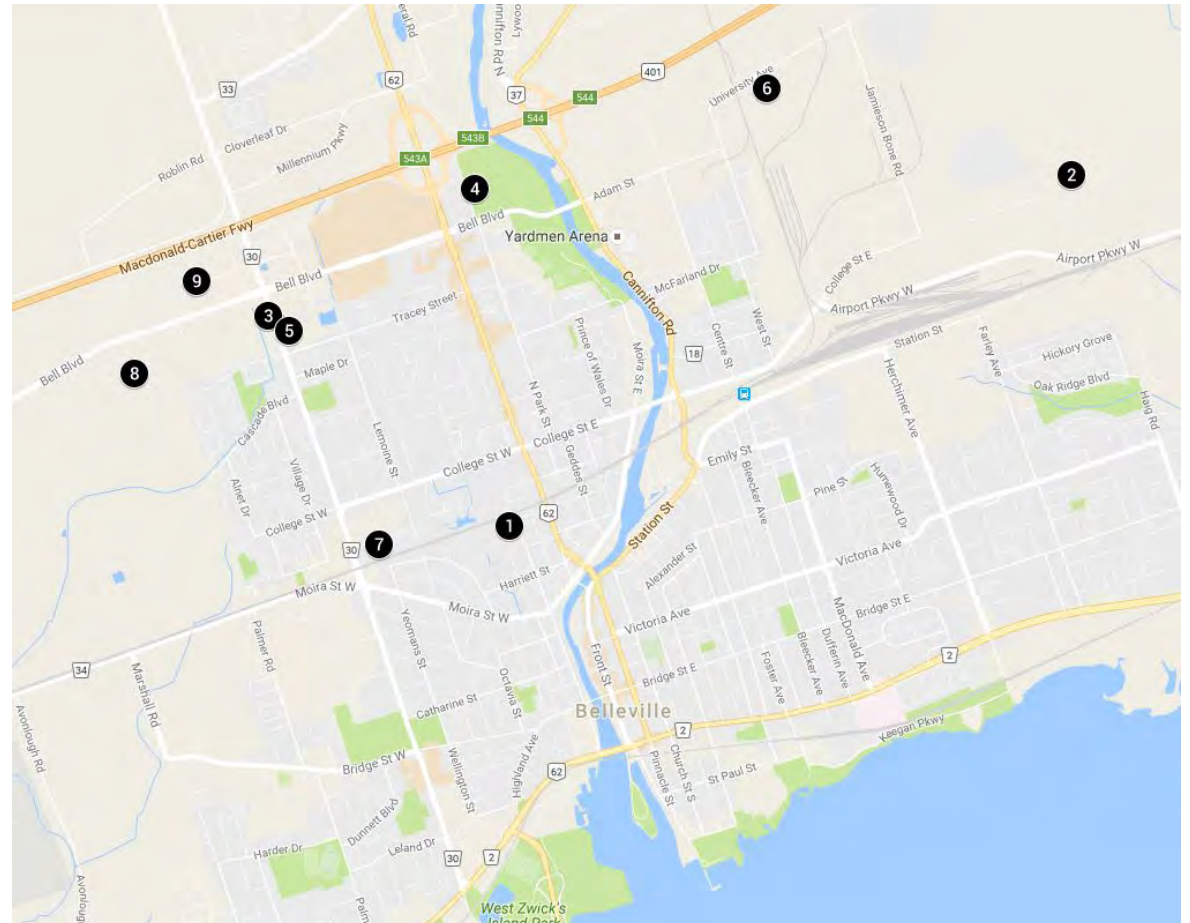 eral Rd
Lywoo
nnifton Rd N
62
33
37
401
University Ave
6
544
544
543B
543A
Cloverleaf Dr
Millennium Pkwy
Roblin Rd
Jamieson Bone Rd
2
4
Adam St
Bell Blvd
Yardmen Arena
Macdonald-Cartier Fwy
30
9
Bell Blvd
College St E
Airport Pkwy W
Airport Pkwy W
McFarland Dr
Cannifton Rd
Tracey Street
3
5
Prince of Wales Dr
Moira St E
18
Centre St
West St
Station St
Farley Ave
Hickory Grove
Oak Ridge Blvd
Haig Rd
Herchimer Ave
Bell Blvd
8
Maple Dr
Cascade Blvd
N Park St
College St E
Lemoine St
College St W
Geddes St
Emily St
Bleecker Ave
Pine St
Humewood Dr
Village Dr
Alnet Dr
College St W
62
1
Station St
Victoria Ave
30
7
Moira St W
Harriett St
Alexander St
Moira St W
Victoria Ave
Bridge St E
MacDonald Ave
Dufferin Ave
Bleecker Ave
Foster Ave
2
34
Palmer Rd
Yeomans St
Marshall Rd
Octavia St
Front St
Bridge St E
Catharine St
Belleville
2
Keegan Pkwy
Avonlough Rd
Bridge St W
Wellington St
Highland Ave
62
Pinnacle St
Church St S
St Paul St
Dunnett Blvd
Leland Dr
Harder Dr
30
2
Avonloug
Palm
West Zwick's
Island Park